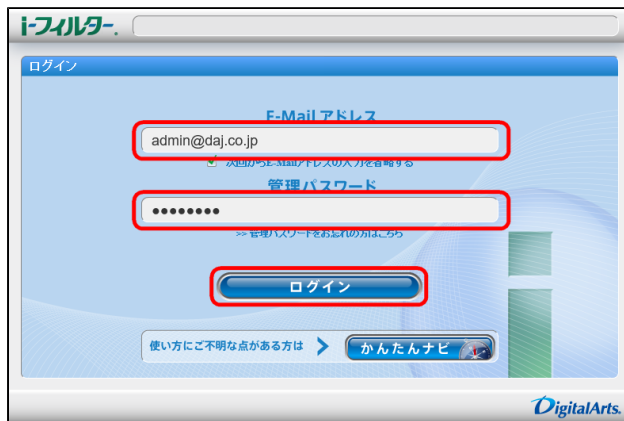 i-フィルター.
ログイン
E-Mail アドレス
admin@daj.co.jp
次回からE-Mailアドレスの入力を省略する
管理パスワード
●●●●●●●●
>> 管理パスワードをお忘れの方はこちら
ログイン
使い方にご不明な点がある方は
かんたんナビ
DigitalArts.